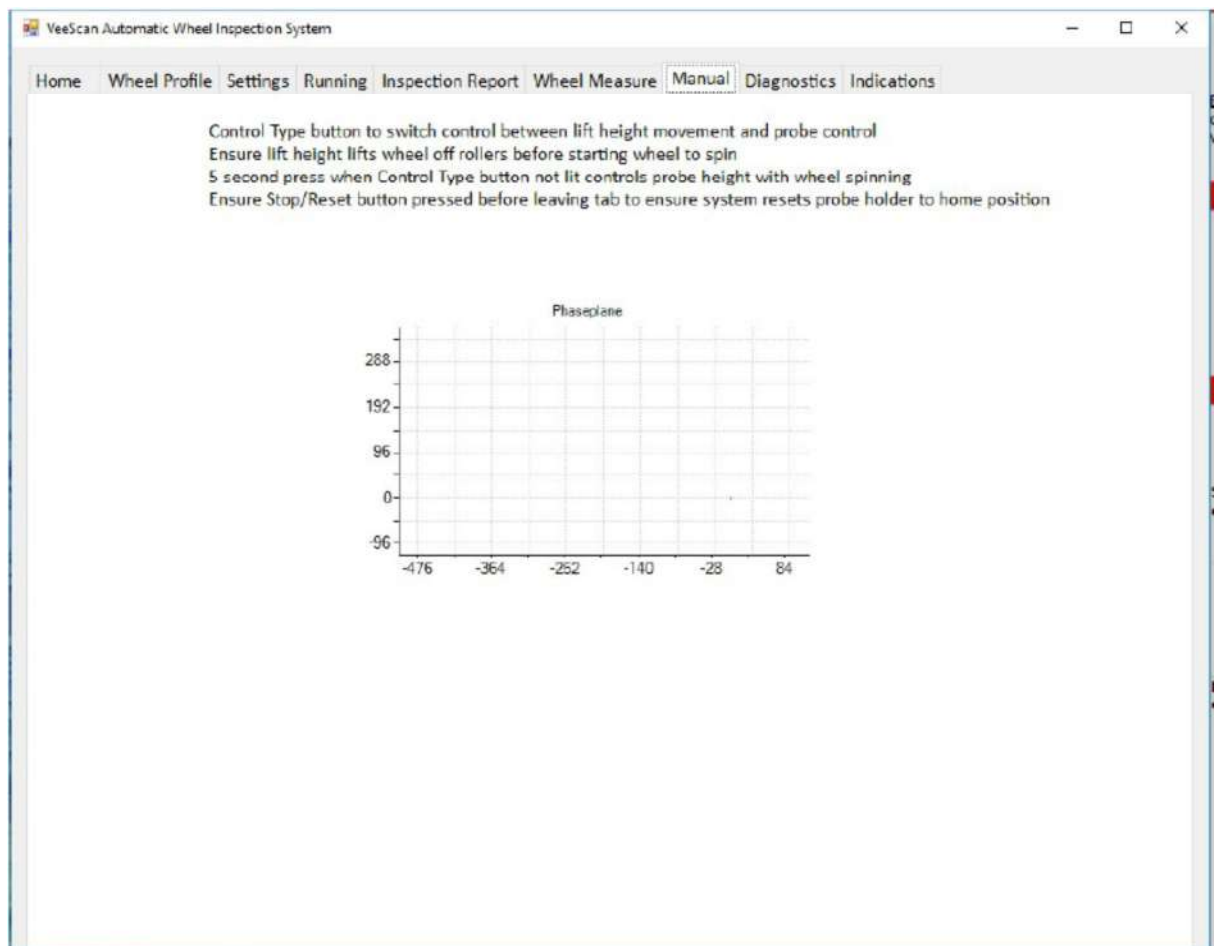 VeeScan Automatic Wheel Inspection System
Home Wheel Profile Settings Running Inspection Report Wheel Measure Manual Diagnostics Indications
Control Type button to switch control between lift height movement and probe control
Ensure lift height lifts wheel off rollers before starting wheel to spin
5 second press when Control Type button not lit controls probe height with wheel spinning
Ensure Stop/Reset button pressed before leaving tab to ensure system resets probe holder to home position
Phaseplane
288
192
96
0
-96
-476 -364 -252 -140 -28 84